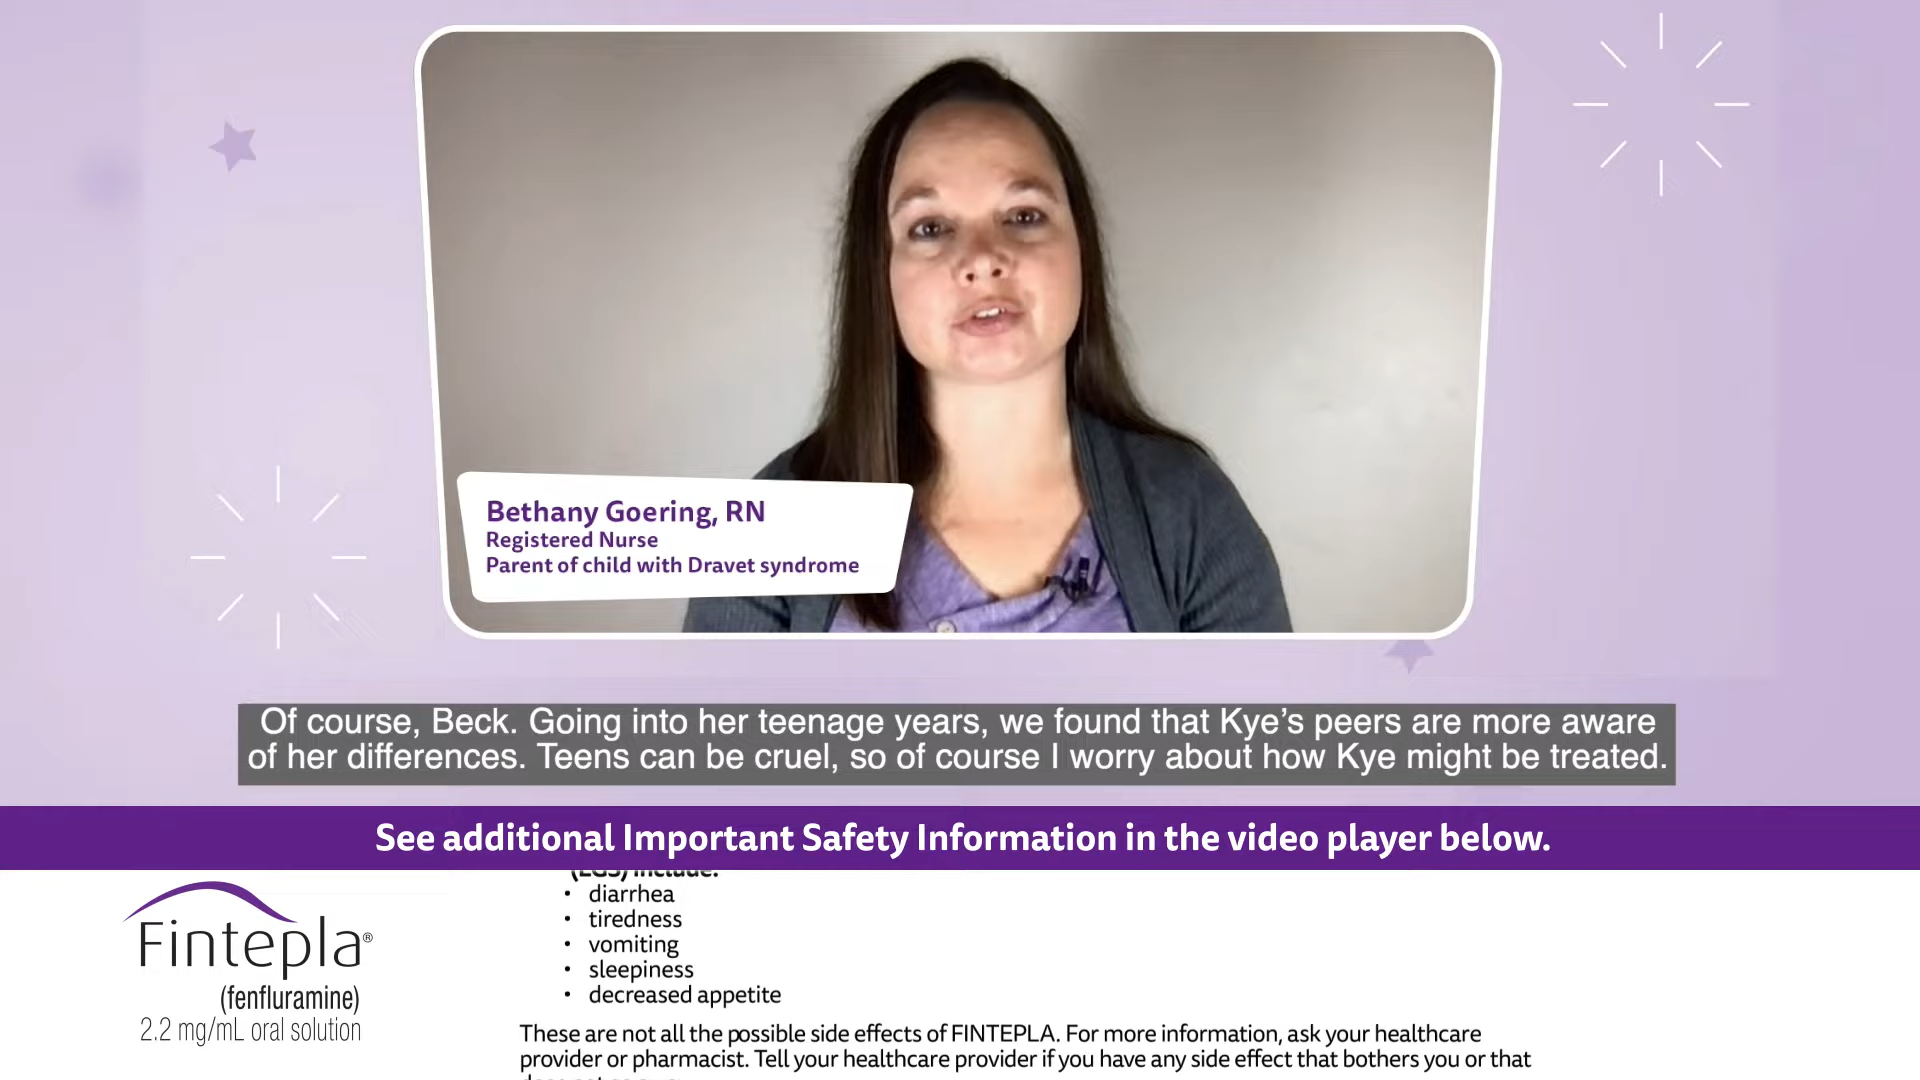 Bethany Goering, RN
Registered Nurse
Parent of child with Dravet syndrome
Of course, Beck. Going into her teenage years, we found that Kye's peers are more aware
of her differences. Teens can be cruel, so of course I worry about how Kye might be treated.
See additional Important Safety Information in the video player below.
Fintepla®
(fenfluramine)
2.2 mg/mL oral solution
(LGS) include:
• diarrhea
• tiredness
• vomiting
• sleepiness
• decreased appetite
These are not all the possible side effects of FINTEPLA. For more information, ask your healthcare
provider or pharmacist. Tell your healthcare provider if you have any side effect that bothers you or that